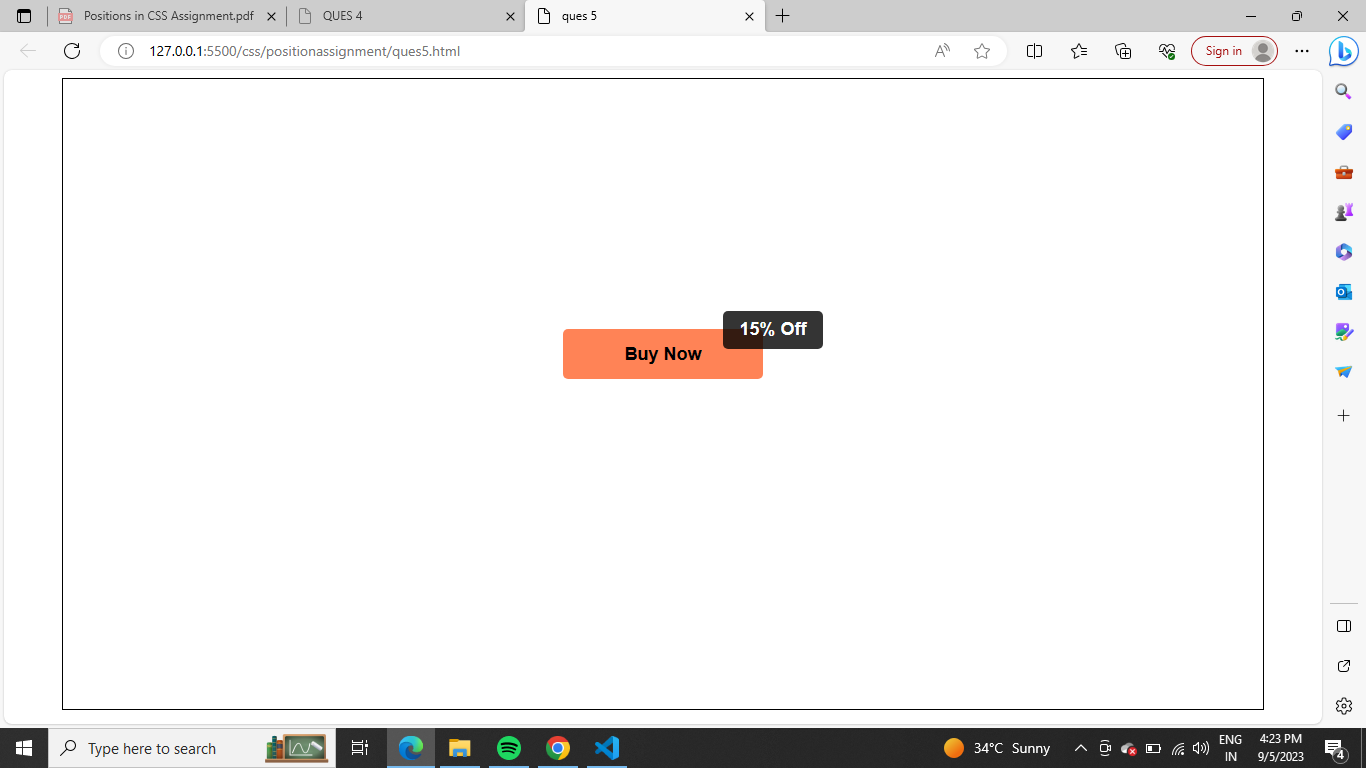 Positions in CSS Assignment.pdf
QUES 4
ques 5
127.0.0.1:5500/css/positionassignment/ques5.html
Sign in
15% Off
Buy Now
Type here to search
34°C Sunny
ENG
IN
4:23 PM
9/5/2023
4